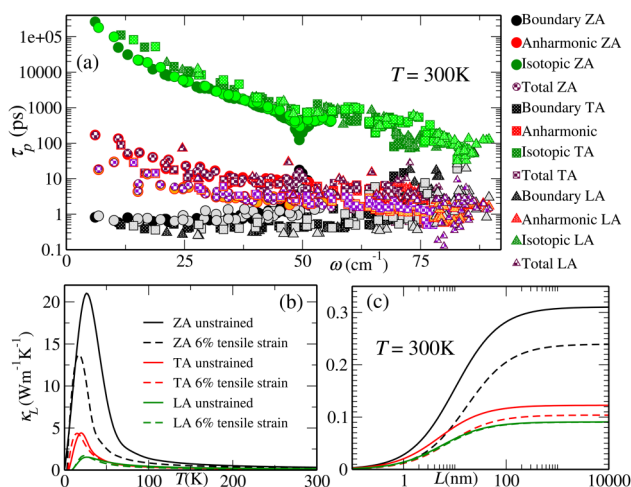 1e+05
10000
1000
100
10
1
0.1
τp (ps)
(a)
T = 300K
0
25
50
75
ω(cm⁻¹)
Boundary ZA
Anharmonic ZA
Isotopic ZA
Total ZA
Boundary TA
Anharmonic
Isotopic TA
Total TA
Boundary LA
Anharmonic LA
Isotopic LA
Total LA
20
15
10
5
0
κL(Wm⁻¹K⁻¹)
(b)
ZA unstrained
ZA 6% tensile strain
TA unstrained
TA 6% tensile strain
LA unstrained
LA 6% tensile strain
0
100
T(K)
200
300
(c)
0.3
0.2
0.1
0
T = 300K
1
L(nm)
100
10000